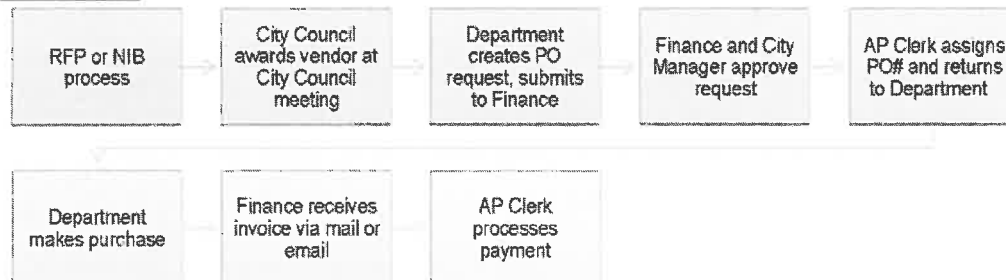 RFP or NIB
process
City Council
awards vendor at
City Council
meeting
Department
creates PO
request, submits
to Finance
Finance and City
Manager approve
request
AP Clerk assigns
PO# and returns
to Department
Department
makes purchase
Finance receives
invoice via mail or
email
AP Clerk
processes
payment